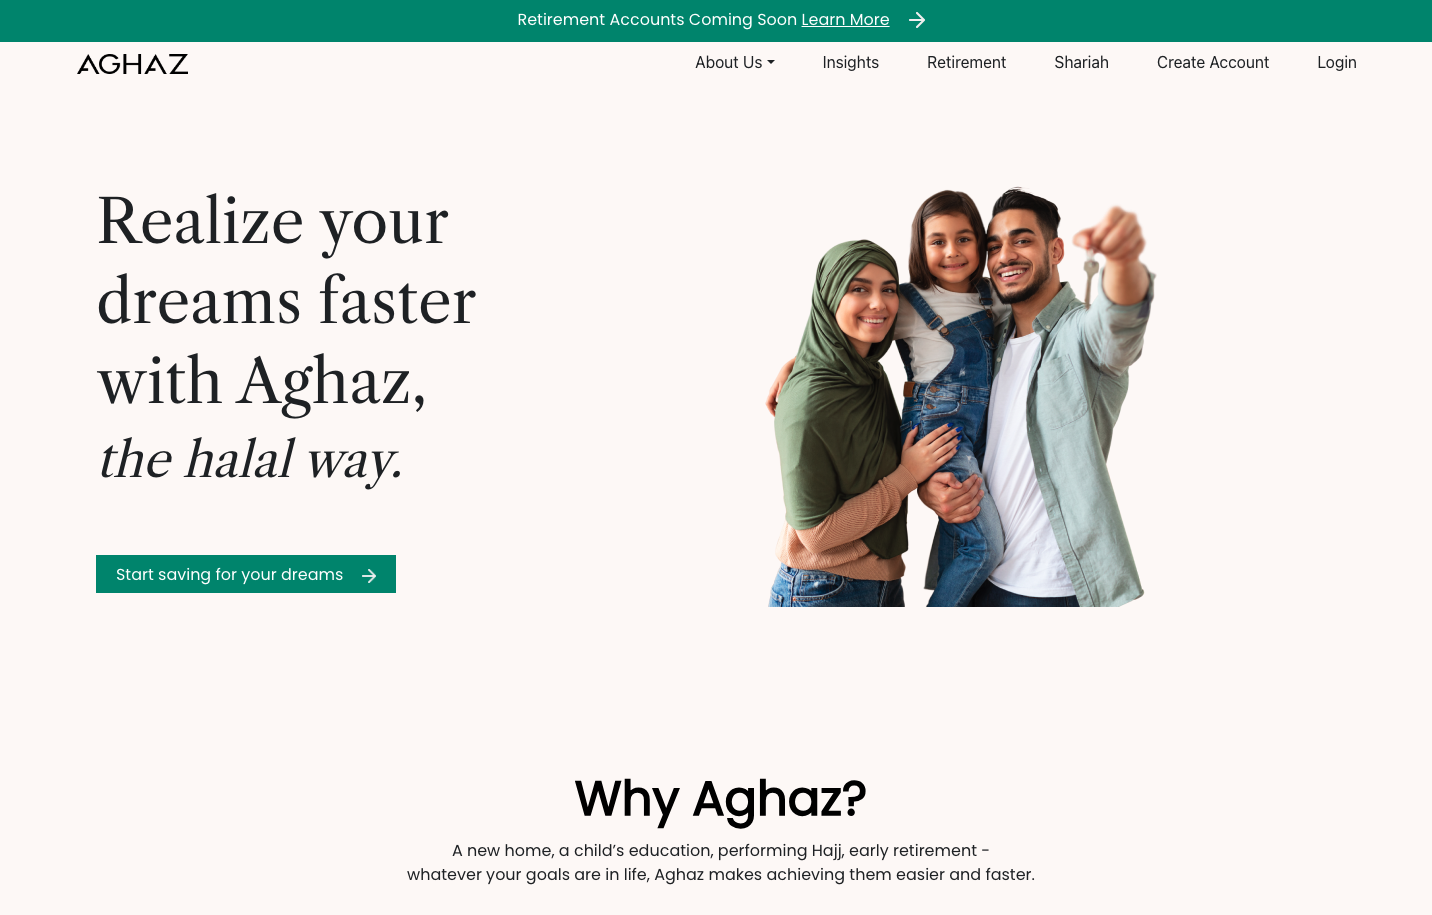 Retirement Accounts Coming Soon Learn More
AGHAZ
About Us
Insights
Retirement
Shariah
Create Account
Login
Realize your
dreams faster
with Aghaz,
the halal way.
Start saving for your dreams
Why Aghaz?
A new home, a child’s education, performing Hajj, early retirement -
whatever your goals are in life, Aghaz makes achieving them easier and faster.